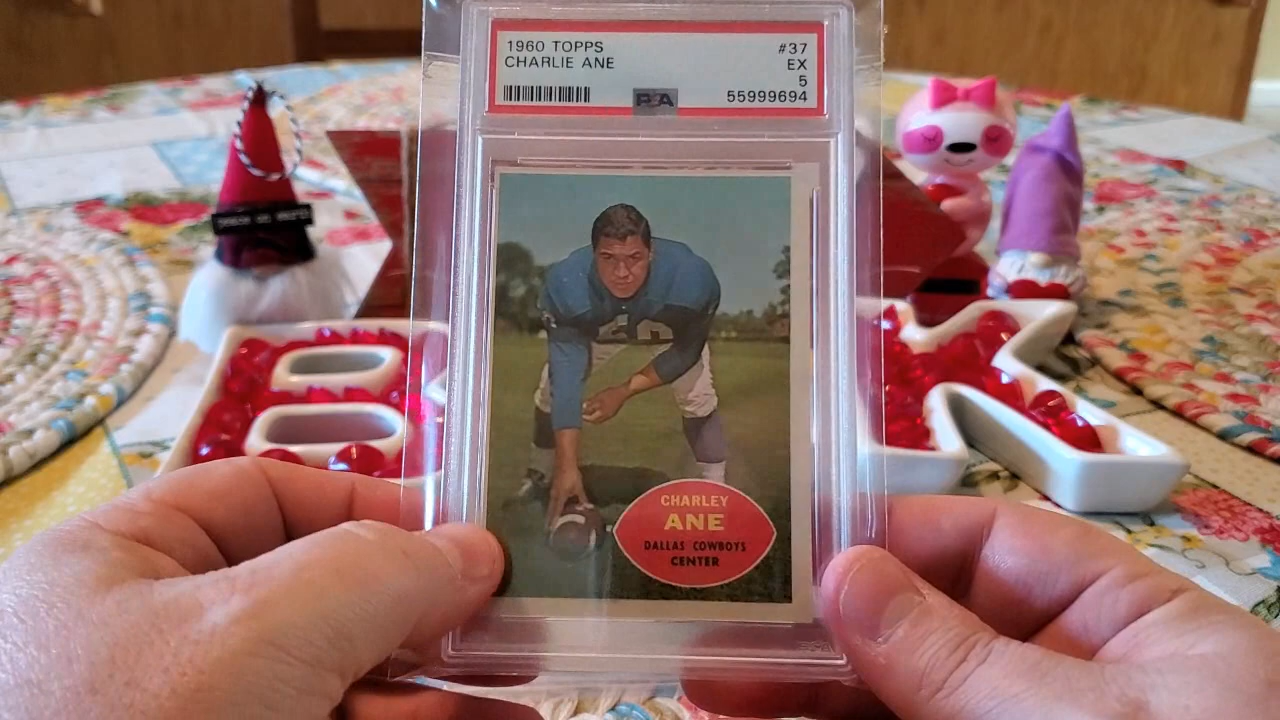 1960 TOPPS #37
CHARLIE ANE EX
5
PSA 55999694
CHARLEY
ANE
DALLAS COWBOYS
CENTER